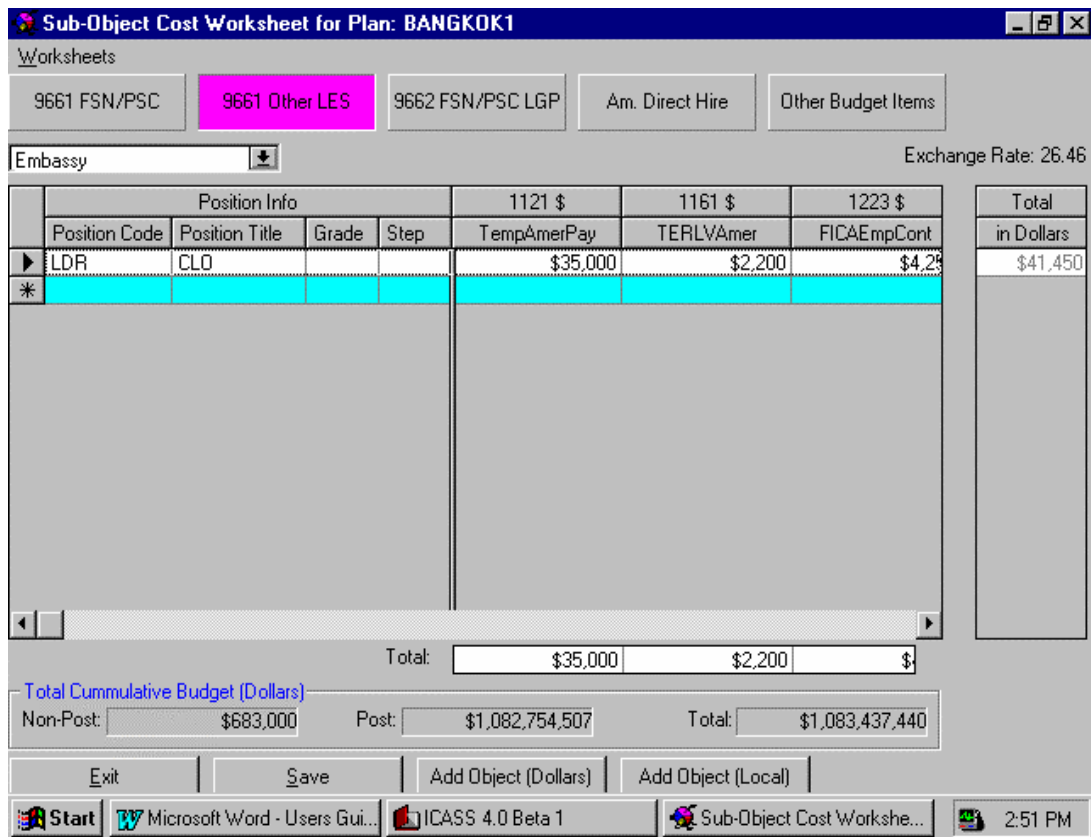 Sub-Object Cost Worksheet for Plan: BANGKOK1
Worksheets
9661 FSN/PSC 9661 Other LES 9662 FSN/PSC LGP Am. Direct Hire Other Budget Items
Embassy Exchange Rate: 26.46
Position Info 1121 $ 1161 $ 1223 $ Total
Position Code Position Title Grade Step TempAmerPay TERLVAmer FICAEmpCont in Dollars
LDR CLO $35,000 $2,200 $4,25 $41,450
Total: $35,000 $2,200 $
Total Cummulative Budget (Dollars)
Non-Post: $683,000 Post: $1,082,754,507 Total: $1,083,437,440
Exit Save Add Object (Dollars) Add Object (Local)
Start Microsoft Word - Users Gui... ICASS 4.0 Beta 1 Sub-Object Cost Workshe... 2:51 PM